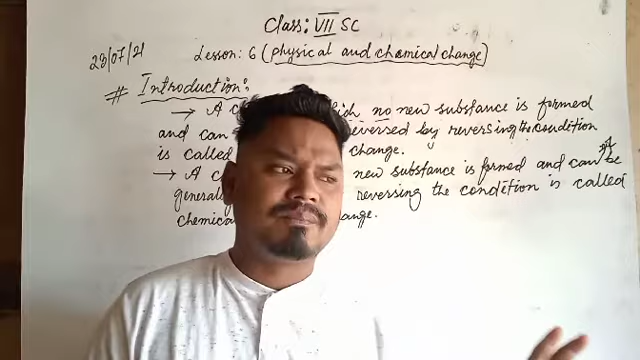 Class: VII SC
23/07/21
Lesson: 6 (physical and chemical change)
# Introduction:
→ A c ich no new substance is formed
and can eversed by reversing the condition
is called change.
→ A c new substance is formed and can't be
general reversing the condition is called
chemica ange.